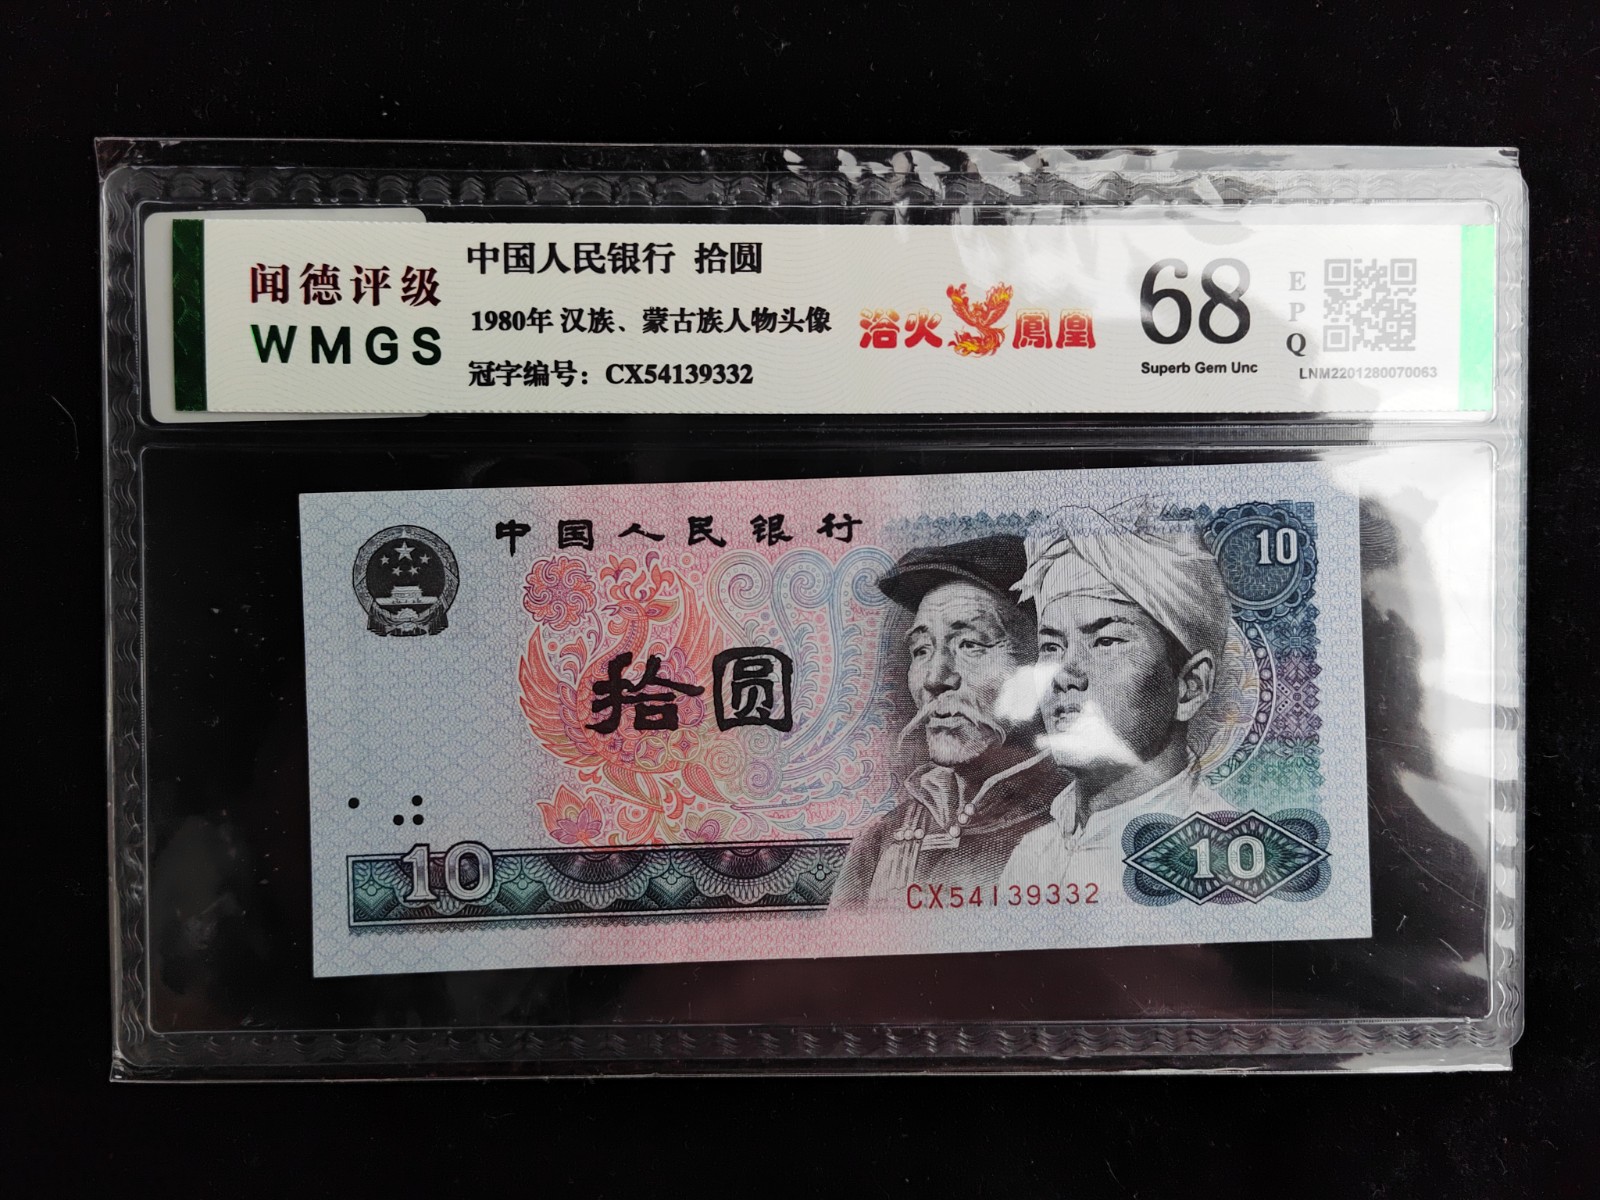 闻德评级
WMGS
中国人民银行 拾圆
1980年 汉族、蒙古族人物头像
冠字编号：CX54139332
浴火鳳凰
68
Superb Gem Unc
E
P
Q
LNM2201280070063
中国人民银行
10
拾圆
10
CX54139332
10